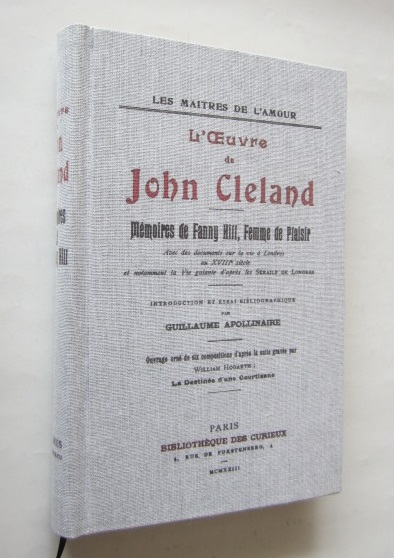 LES MAITRES DE L'AMOUR
L'Œuvre
de
John Cleland
Mémoires de Fanny Hill, Femme de Plaisir
Avec des documents sur la vie à Londres
au XVIIIe siècle
et notamment la Vie galante d'après les SÉRAILS DE LONDRES
INTRODUCTION ET ESSAI BIBLIOGRAPHIQUE
PAR
GUILLAUME APOLLINAIRE
Ouvrage orné de six compositions d'après la suite gravée par
WILLIAM HOGARTH :
La Destinée d'une Courtisane
PARIS
BIBLIOTHÈQUE DES CURIEUX
4, RUE DE FURSTENBERG, 4
MCMXXIII